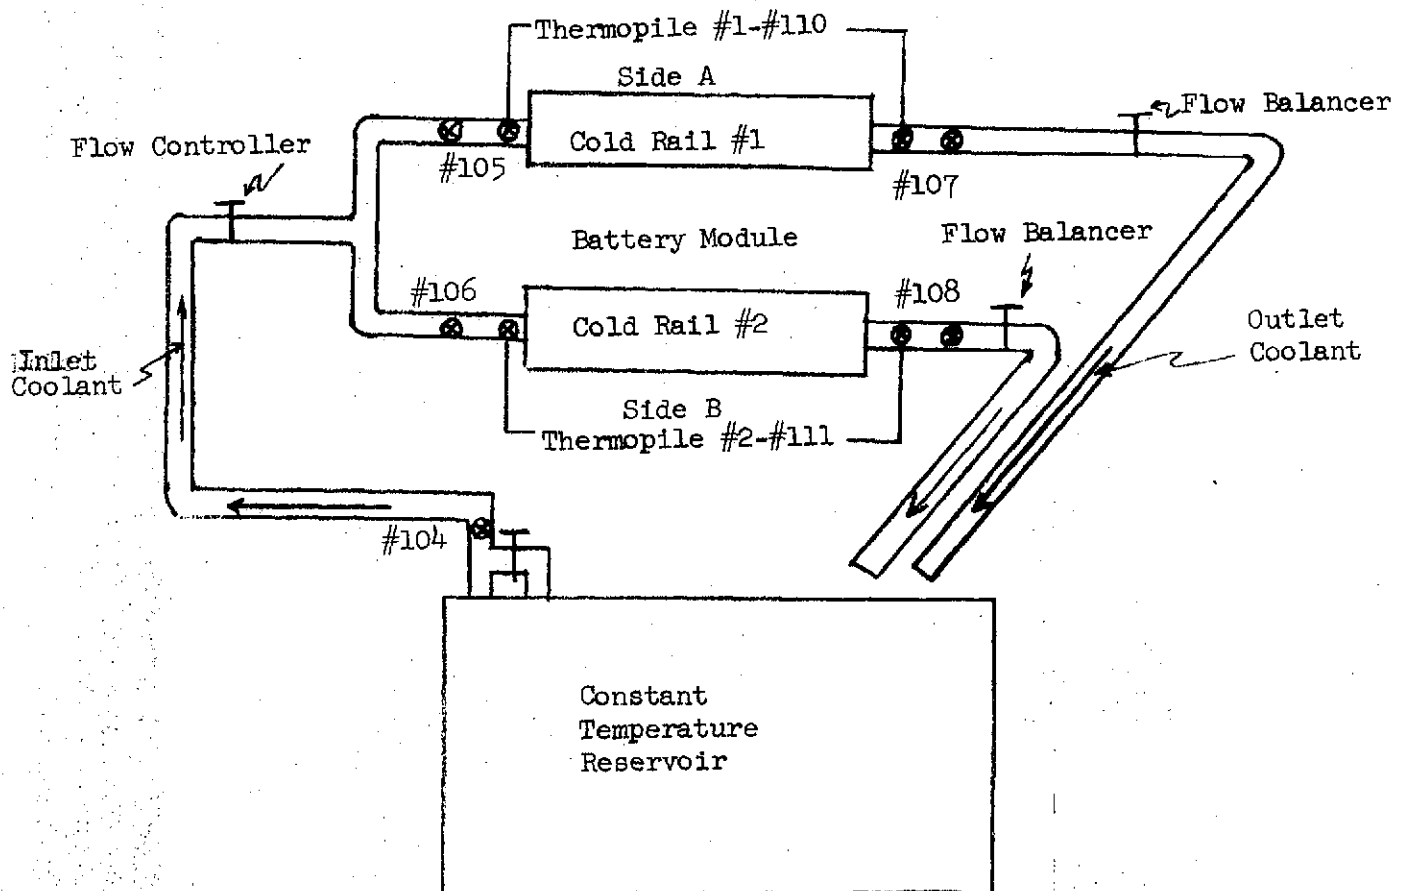 Thermopile #1-#110
Side A
Flow Balancer
Flow Controller
Cold Rail #1
#105
#107
Battery Module
Flow Balancer
#106
#108
Cold Rail #2
Outlet
Coolant
Inlet
Coolant
Side B
Thermopile #2-#111
#104
Constant
Temperature
Reservoir